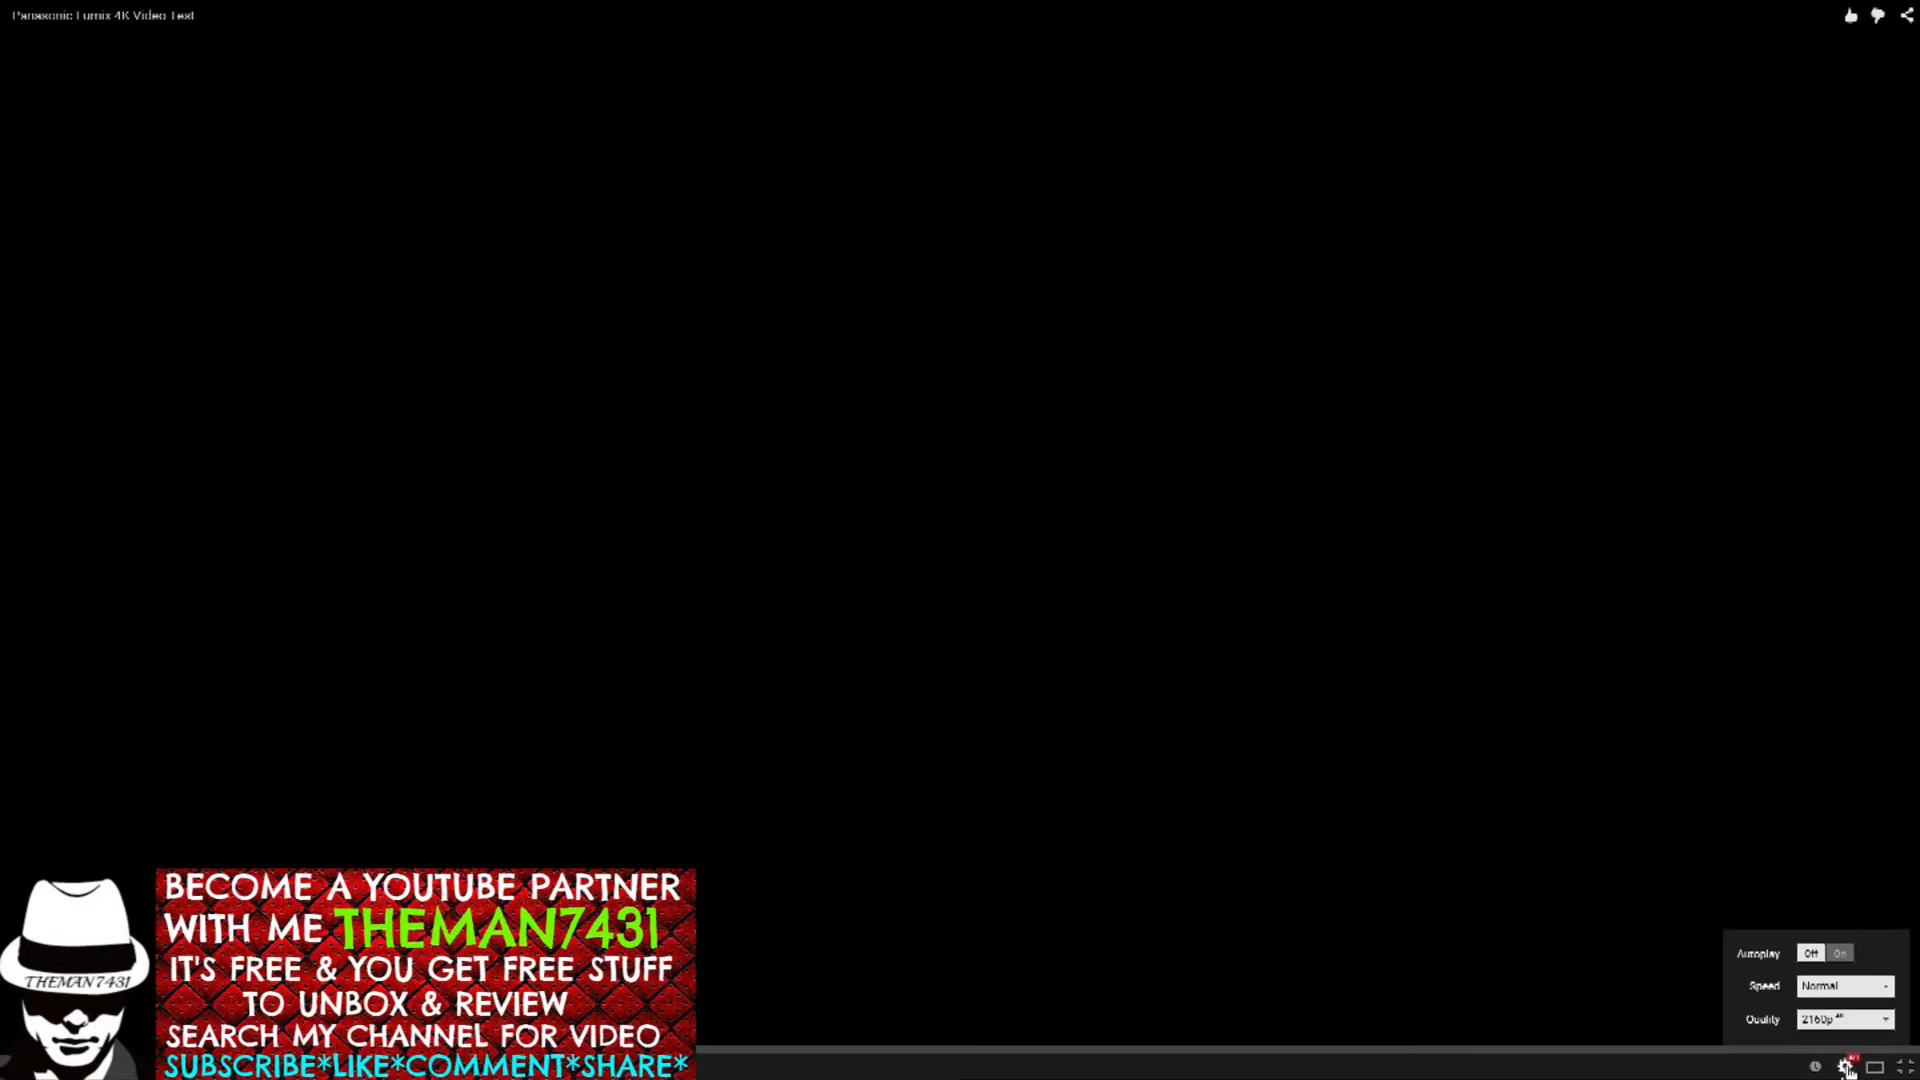 Panasonic Lumix 4K Video Test
THEMAN7431
BECOME A YOUTUBE PARTNER
WITH ME THEMAN7431
IT'S FREE & YOU GET FREE STUFF
TO UNBOX & REVIEW
SEARCH MY CHANNEL FOR VIDEO
SUBSCRIBE*LIKE*COMMENT*SHARE*
Autoplay Off On
Speed Normal
Quality 2160p 4K